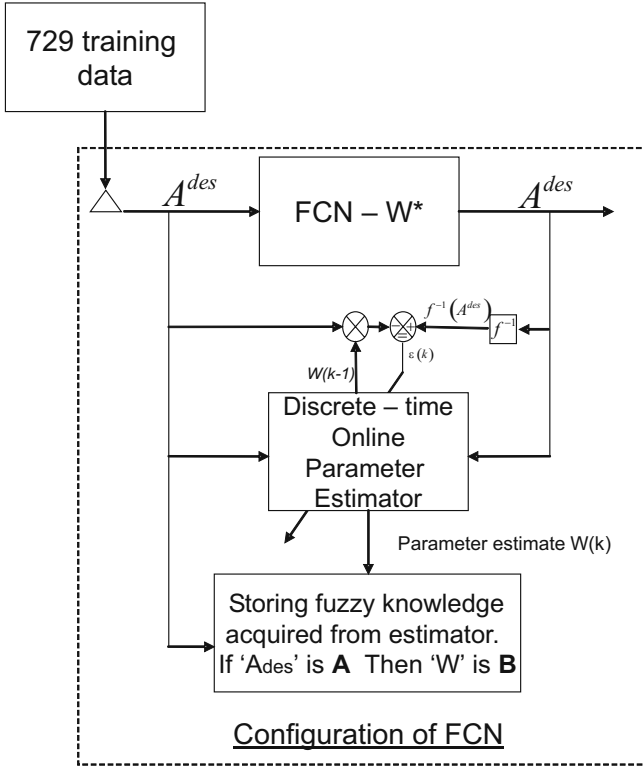 729 training
data
A^des
FCN – W*
A^des
f⁻¹(A^des)
f⁻¹
ε(k)
W(k-1)
Discrete – time
Online
Parameter
Estimator
Parameter estimate W(k)
Storing fuzzy knowledge
acquired from estimator.
If ‘Ades’ is A Then ‘W’ is B
Configuration of FCN